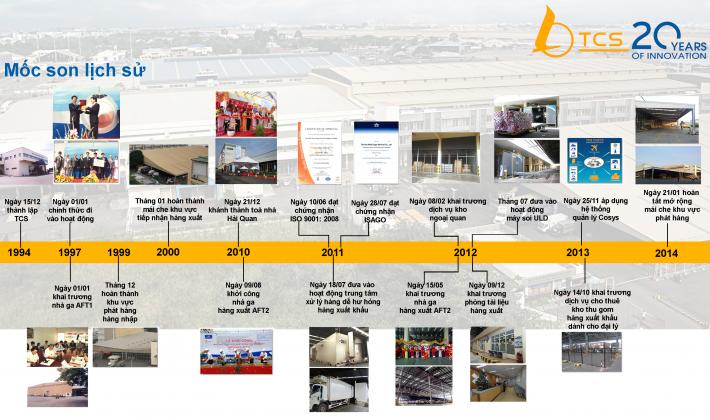 TCS 20 YEARS
OF INNOVATION
Mốc son lịch sử
Ngày 15/12
thành lập
TCS
Ngày 01/01
chính thức đi
vào hoạt động
Tháng 01 hoàn thành
mái che khu vực
tiếp nhận hàng xuất
Ngày 21/12
khánh thành toà nhà
Hải Quan
Ngày 10/06 đạt
chứng nhận
ISO 9001: 2008
Ngày 28/07 đạt
chứng nhận
ISAGO
Ngày 08/02 khai trương
dịch vụ kho
ngoại quan
Tháng 07 đưa vào
hoạt động
máy soi ULD
Ngày 25/11 áp dụng
hệ thống
quản lý Cosys
Ngày 21/01 hoàn
tất mở rộng
mái che khu vực
phát hàng
1994 1997 1999 2000 2010 2011 2012 2013 2014
Ngày 01/01
khai trương
nhà ga AFT1
Tháng 12
hoàn thành
khu vực
phát hàng
hàng nhập
Ngày 09/08
khởi công
nhà ga
hàng xuất AFT2
Ngày 18/07 đưa vào
hoạt động trung tâm
xử lý hàng dễ hư hỏng
hàng xuất khẩu
Ngày 15/05
khai trương
nhà ga
hàng xuất AFT2
Ngày 09/12
khai trương
phòng tài liệu
hàng xuất
Ngày 14/10 khai trương
dịch vụ cho thuê
kho thu gom
hàng xuất khẩu
dành cho đại lý